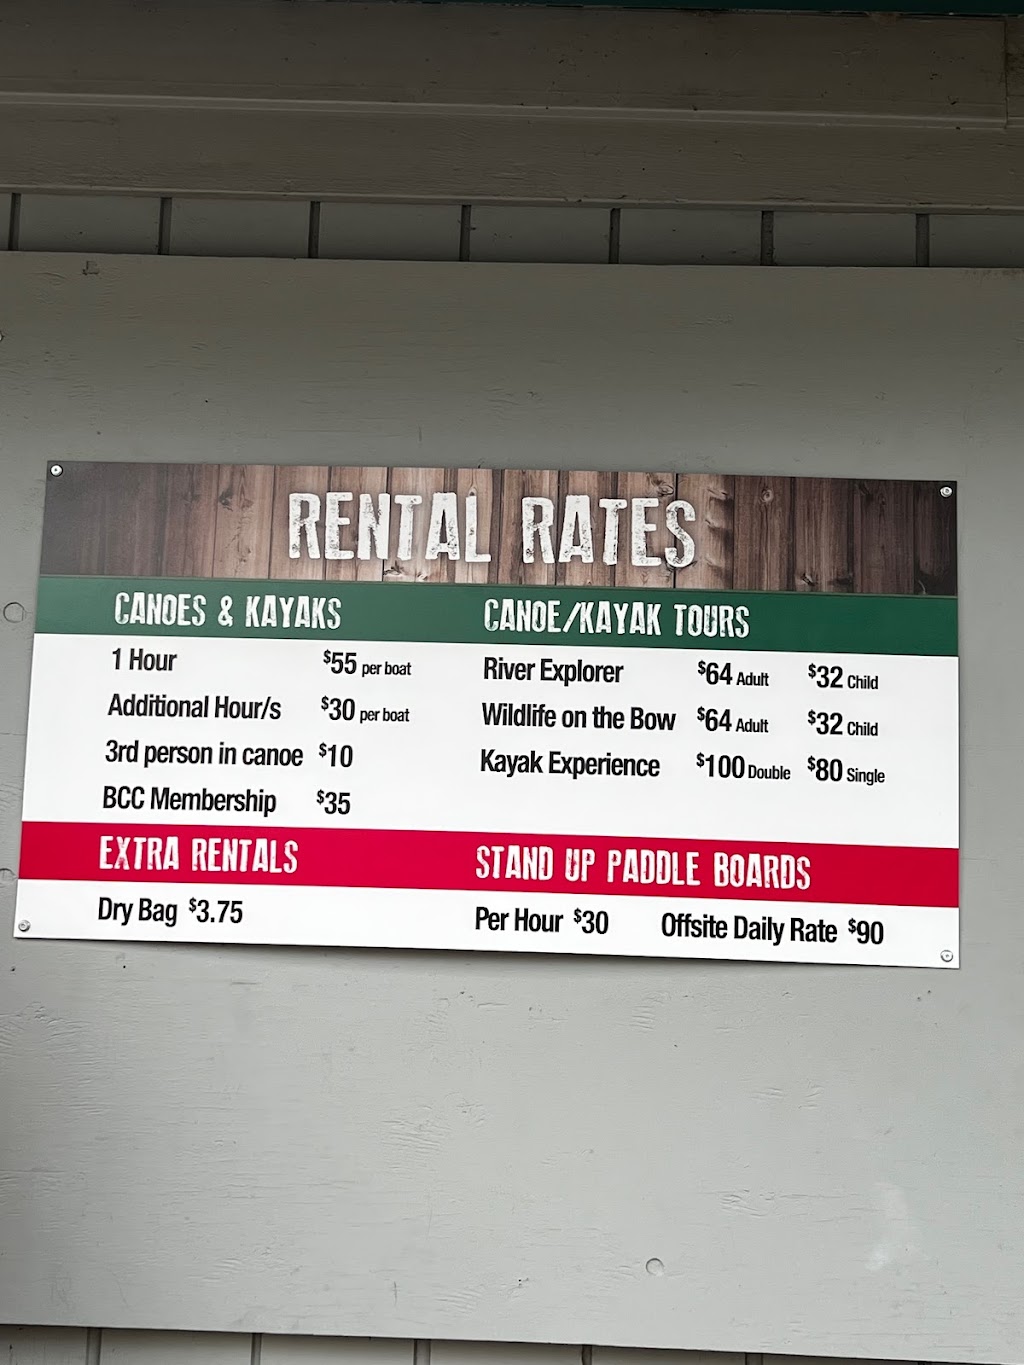 RENTAL RATES
CANOES & KAYAKS
1 Hour $55 per boat
Additional Hour/s $30 per boat
3rd person in canoe $10
BCC Membership $35
CANOE/KAYAK TOURS
River Explorer $64 Adult $32 Child
Wildlife on the Bow $64 Adult $32 Child
Kayak Experience $100 Double $80 Single
EXTRA RENTALS
Dry Bag $3.75
STAND UP PADDLE BOARDS
Per Hour $30 Offsite Daily Rate $90